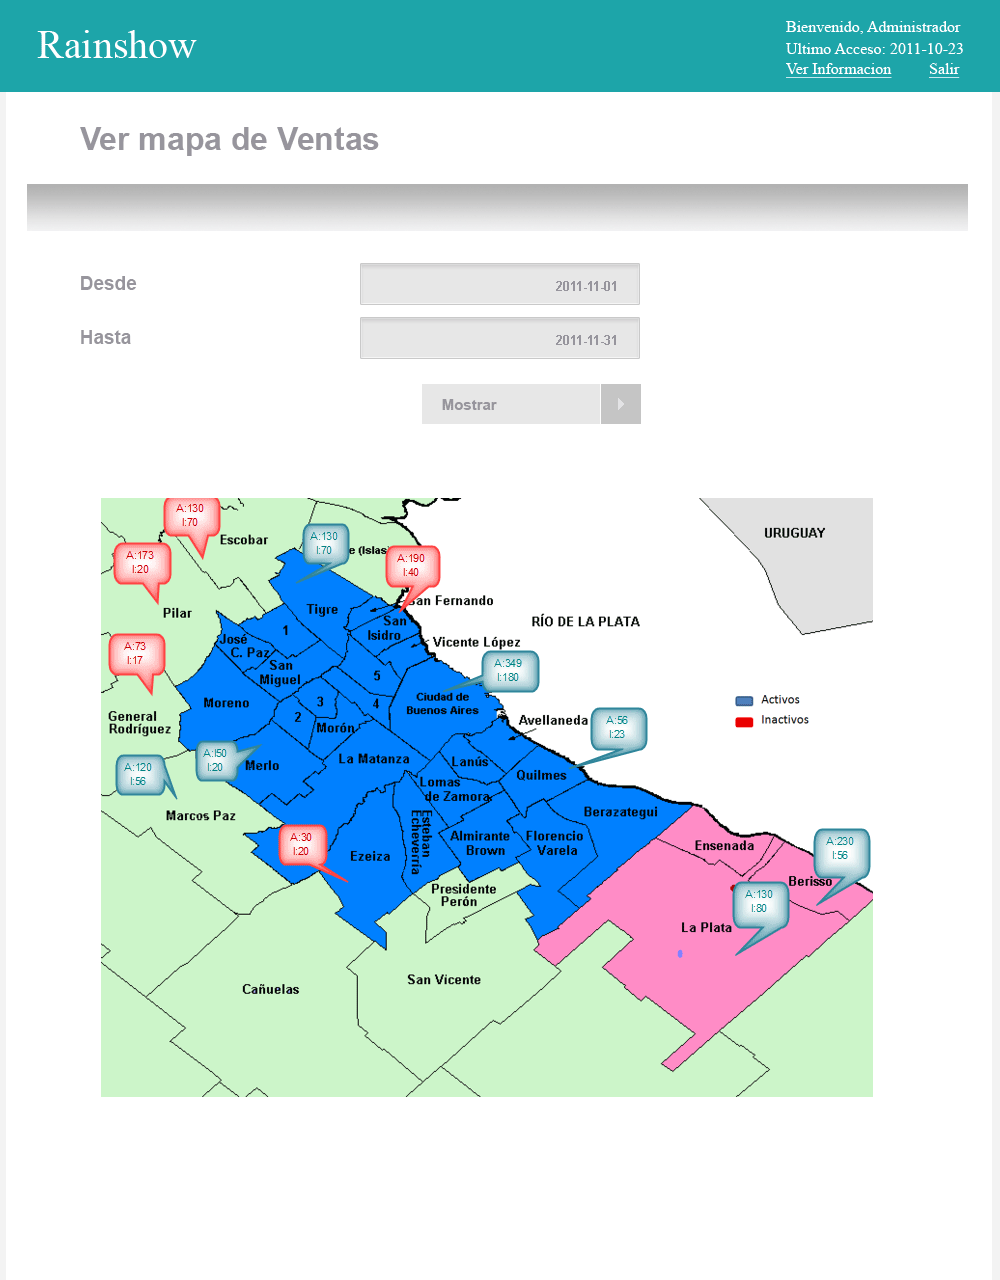 Rainshow
Bienvenido, Administrador
Ultimo Acceso: 2011-10-23
Ver Informacion
Salir
Ver mapa de Ventas
Desde
2011-11-01
Hasta
2011-11-31
Mostrar
A:130
I:70
Escobar
A:130
I:70
e (Islas
A:173
I:20
A:190
I:40
Pilar
Tigre
San Fernando
URUGUAY
RÍO DE LA PLATA
1
San
Isidro
José
C. Paz
Vicente López
A:73
I:17
San
Miguel
5
A:349
I:180
Moreno
3
4
Ciudad de
Buenos Aires
Activos
Inactivos
General
Rodríguez
2
Morón
Avellaneda
A:56
I:23
A:I50
I:20
Merlo
La Matanza
Lanús
Quilmes
A:120
I:56
Lomas
de Zamora
Marcos Paz
Berazategui
A:30
I:20
Ezeiza
Esteban
Echeverría
Almirante
Brown
Florencio
Varela
Ensenada
A:230
I:56
Presidente
Perón
Berisso
A:130
I:80
La Plata
Cañuelas
San Vicente